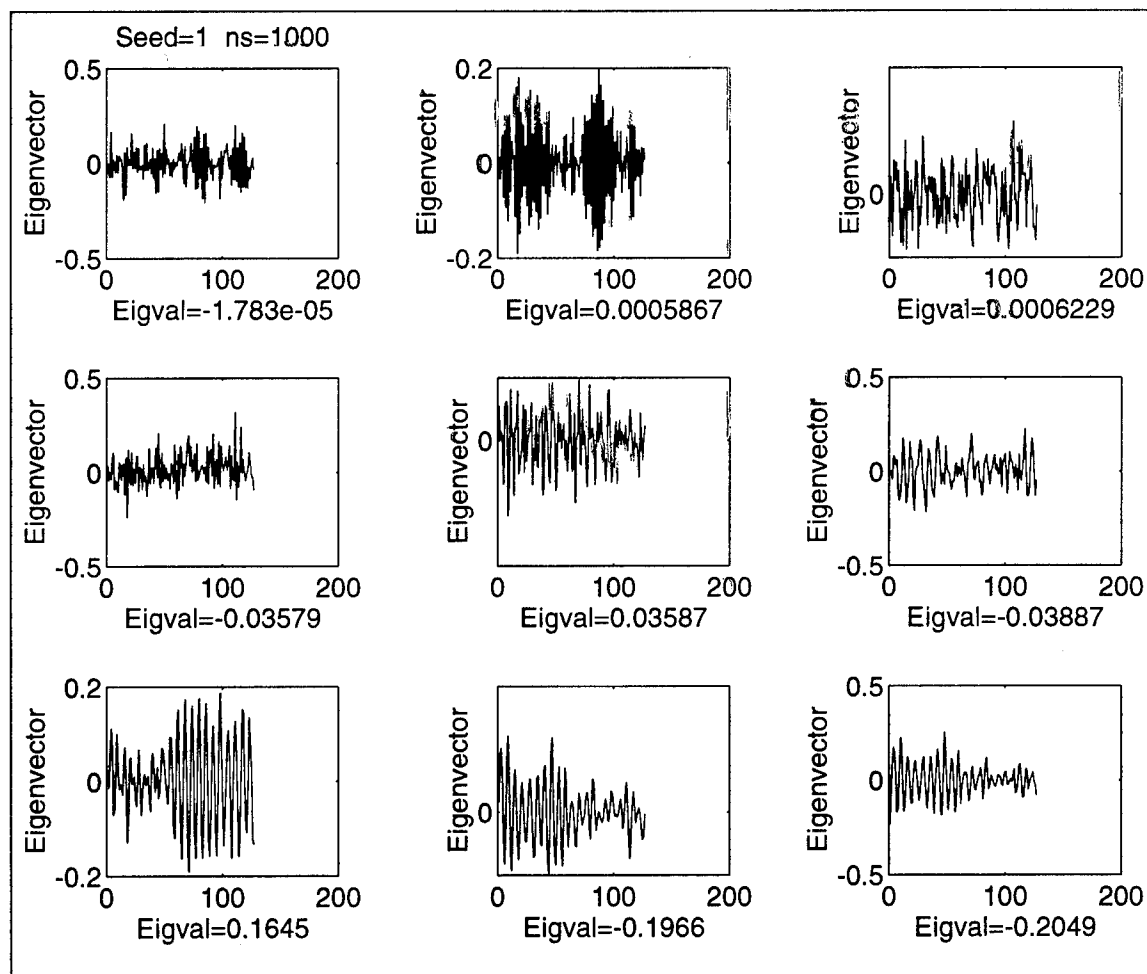 Seed=1 ns=1000
0.5
0
-0.5
Eigenvector
0 100 200
Eigval=-1.783e-05
0.2
0
-0.2
Eigenvector
0 100 200
Eigval=0.0005867
0
Eigenvector
0 100 200
Eigval=0.0006229
0.5
0
-0.5
Eigenvector
0 100 200
Eigval=-0.03579
0
Eigenvector
0 100 200
Eigval=0.03587
0.5
0
-0.5
Eigenvector
0 100 200
Eigval=-0.03887
0.2
0
-0.2
Eigenvector
0 100 200
Eigval=0.1645
0
Eigenvector
0 100 200
Eigval=-0.1966
0.5
0
-0.5
Eigenvector
0 100 200
Eigval=-0.2049